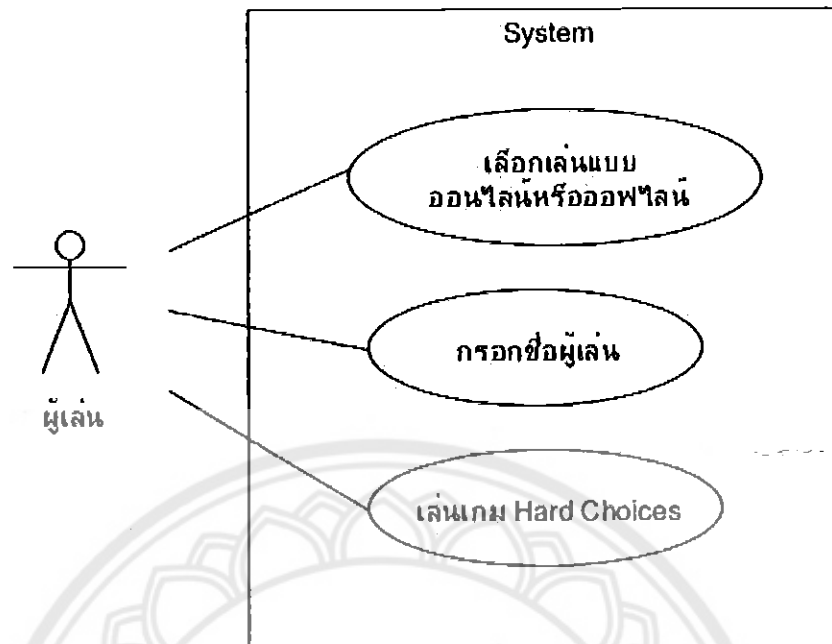 System
เลือกเล่นแบบ
ออนไลน์หรือออฟไลน์
กรอกชื่อผู้เล่น
ผู้เล่น
เล่นเกม Hard Choices